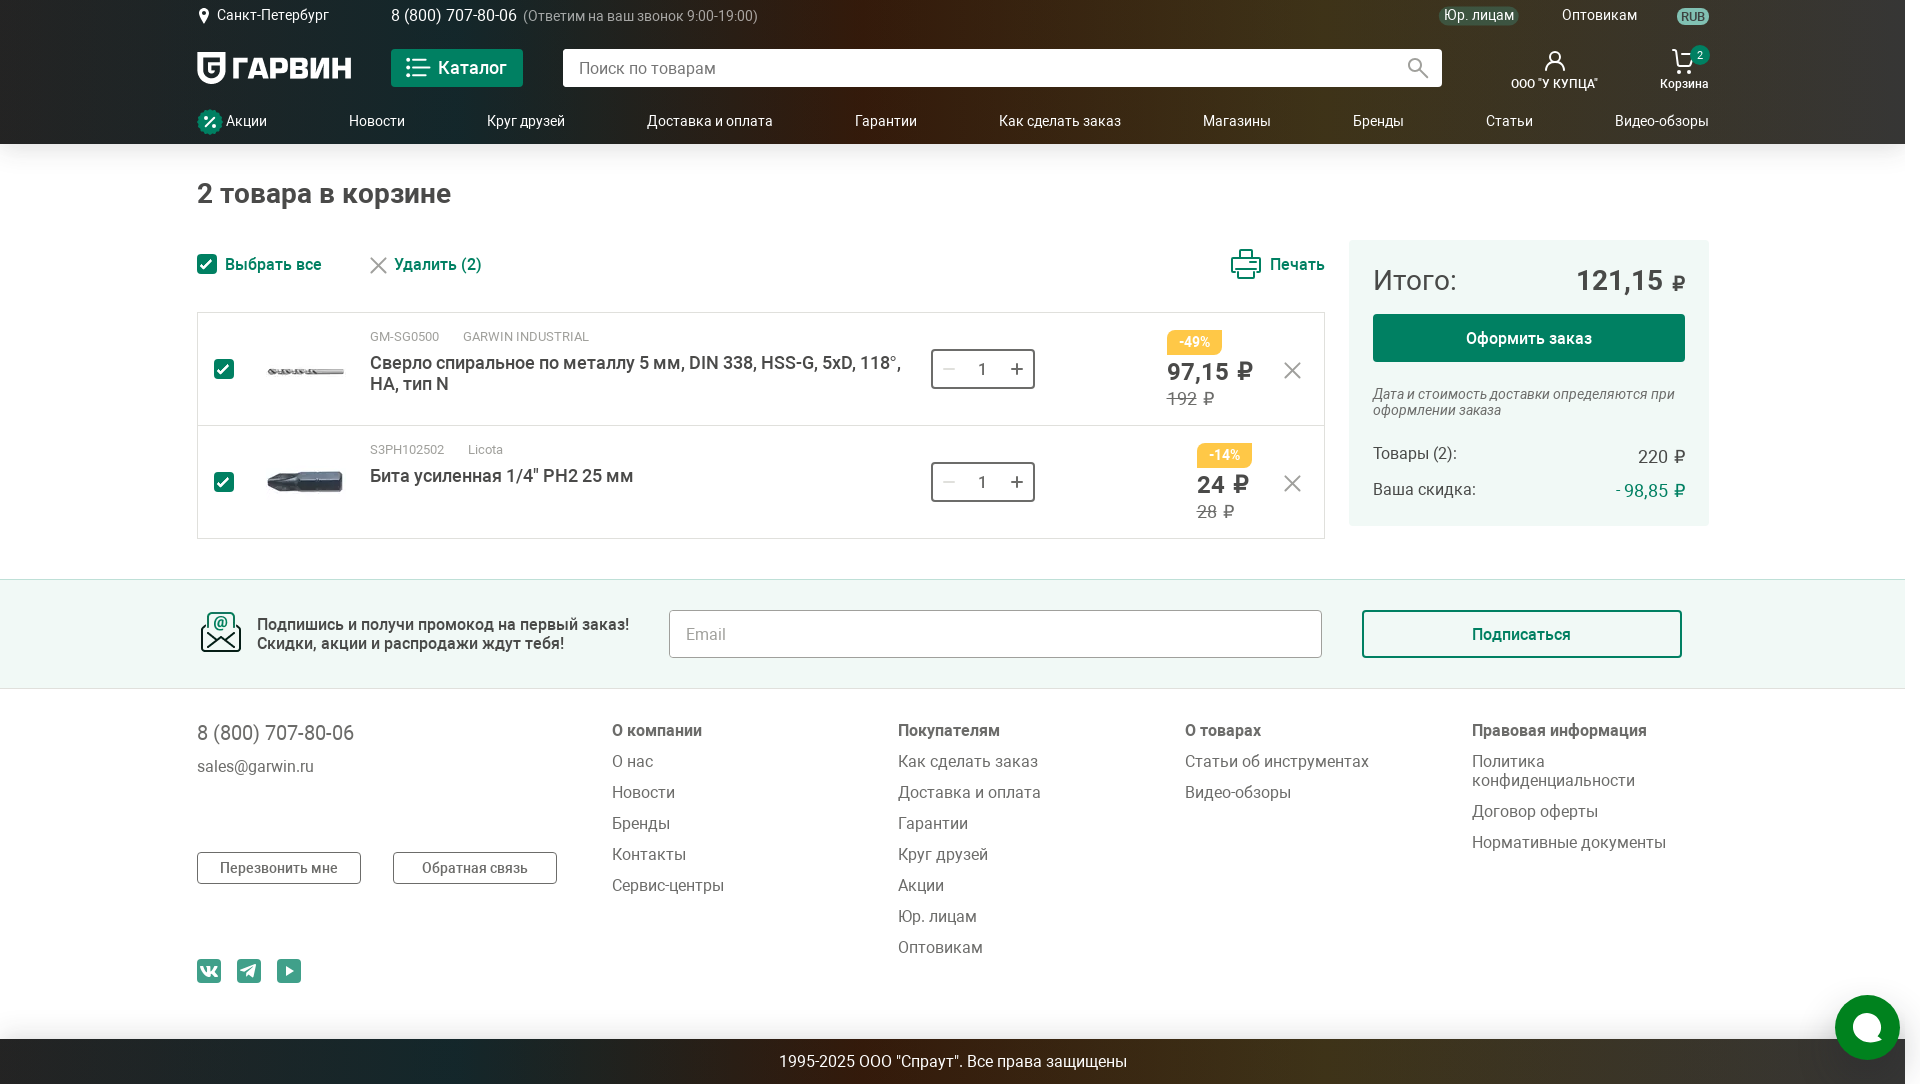 Санкт-Петербург
8 (800) 707-80-06 (Ответим на ваш звонок 9:00-19:00)
Юр. лицам
Оптовикам
RUB
ГАРВИН
Каталог
Поиск по товарам
ООО "У КУПЦА"
2
Корзина
Акции
Новости
Круг друзей
Доставка и оплата
Гарантии
Как сделать заказ
Магазины
Бренды
Статьи
Видео-обзоры
2 товара в корзине
Выбрать все
Удалить (2)
Печать
GM-SG0500 GARWIN INDUSTRIAL
Сверло спиральное по металлу 5 мм, DIN 338, HSS-G, 5xD, 118°,
HA, тип N
1
-49%
97,15 ₽
192 ₽
S3PH102502 Licota
Бита усиленная 1/4" PH2 25 мм
1
-14%
24 ₽
28 ₽
Итого: 121,15 ₽
Оформить заказ
Дата и стоимость доставки определяются при
оформлении заказа
Товары (2): 220 ₽
Ваша скидка: - 98,85 ₽
@
Подпишись и получи промокод на первый заказ!
Скидки, акции и распродажи ждут тебя!
Email
Подписаться
8 (800) 707-80-06
sales@garwin.ru
Перезвонить мне
Обратная связь
О компании
О нас
Новости
Бренды
Контакты
Сервис-центры
Покупателям
Как сделать заказ
Доставка и оплата
Гарантии
Круг друзей
Акции
Юр. лицам
Оптовикам
О товарах
Статьи об инструментах
Видео-обзоры
Правовая информация
Политика
конфиденциальности
Договор оферты
Нормативные документы
1995-2025 ООО "Спраут". Все права защищены